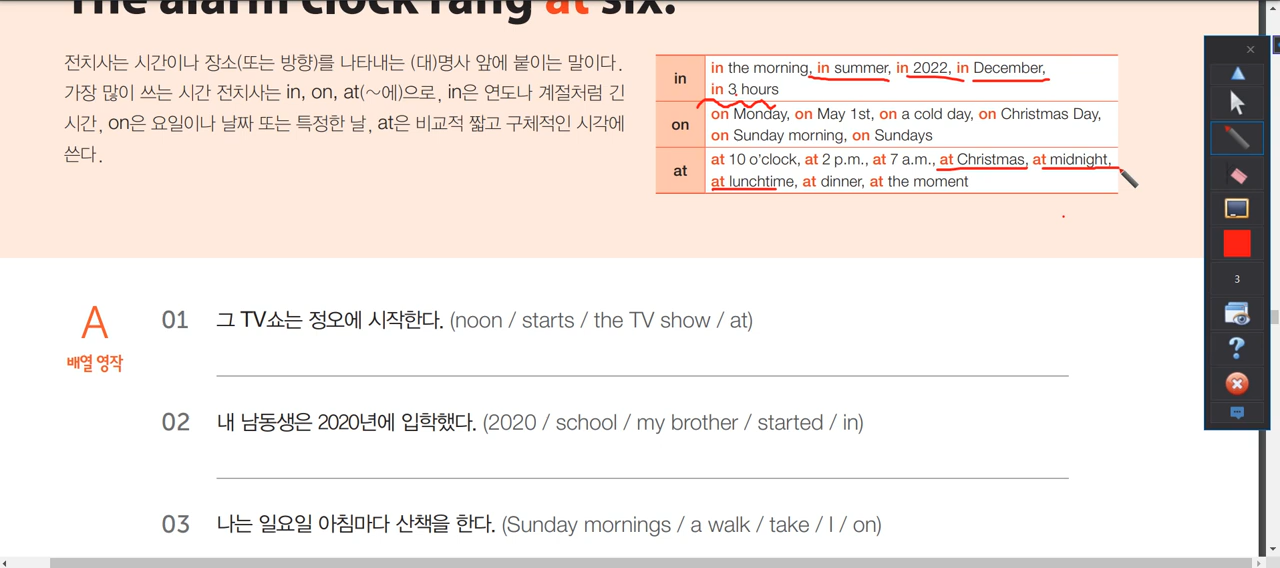 The alarm clock rang at six.
전치사는 시간이나 장소(또는 방향)를 나타내는 (대)명사 앞에 붙이는 말이다.
가장 많이 쓰는 시간 전치사는 in, on, at(~에)으로, in은 연도나 계절처럼 긴
시간, on은 요일이나 날짜 또는 특정한 날, at은 비교적 짧고 구체적인 시각에
쓴다.
in
in the morning, in summer, in 2022, in December,
in 3 hours
on
on Monday, on May 1st, on a cold day, on Christmas Day,
on Sunday morning, on Sundays
at
at 10 o'clock, at 2 p.m., at 7 a.m., at Christmas, at midnight,
at lunchtime, at dinner, at the moment
A
배열 영작
01 그 TV쇼는 정오에 시작한다. (noon / starts / the TV show / at)
02 내 남동생은 2020년에 입학했다. (2020 / school / my brother / started / in)
03 나는 일요일 아침마다 산책을 한다. (Sunday mornings / a walk / take / I / on)
3